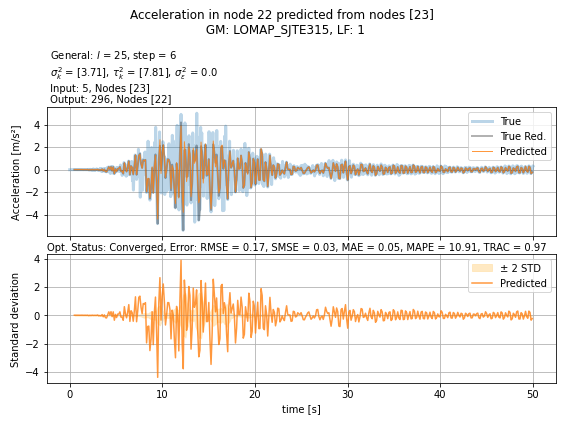 Acceleration in node 22 predicted from nodes [23]
GM: LOMAP_SJTE315, LF: 1
General: l = 25, step = 6
σ²ₖ = [3.71], τ²ₖ = [7.81], σ²ε = 0.0
Input: 5, Nodes [23]
Output: 296, Nodes [22]
Acceleration [m/s²]
4
2
0
−2
−4
True
True Red.
Predicted
Opt. Status: Converged, Error: RMSE = 0.17, SMSE = 0.03, MAE = 0.05, MAPE = 10.91, TRAC = 0.97
Standard deviation
4
2
0
−2
−4
± 2 STD
Predicted
0 10 20 30 40 50
time [s]